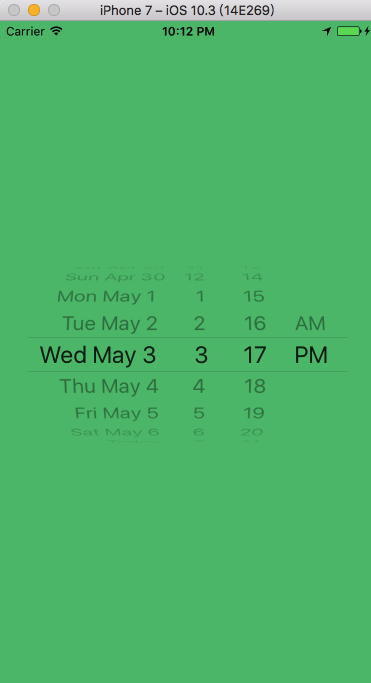 iPhone 7 – iOS 10.3 (14E269)
Carrier 10:12 PM
Sun Apr 30 12 14
Mon May 1 1 15
Tue May 2 2 16 AM
Wed May 3 3 17 PM
Thu May 4 4 18
Fri May 5 5 19
Sat May 6 6 20